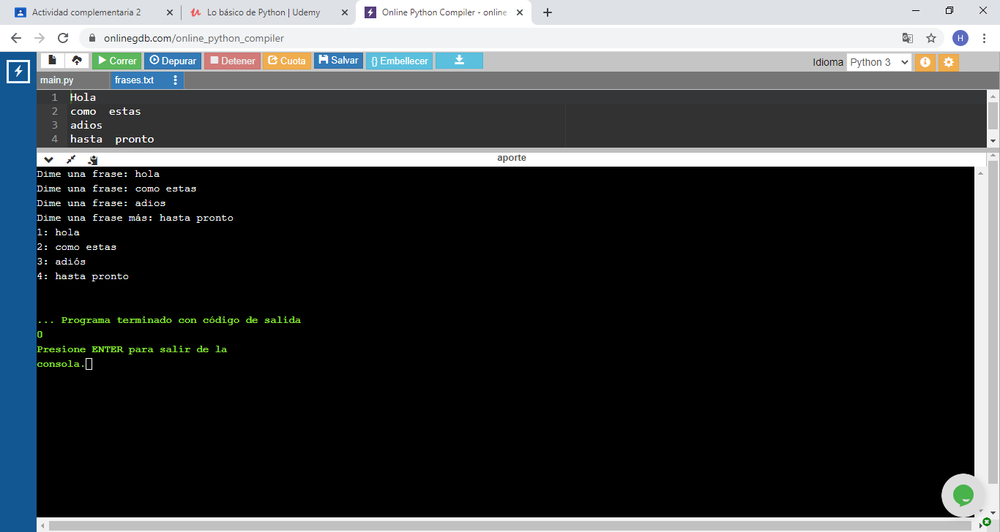 Actividad complementaria 2
Lo básico de Python | Udemy
Online Python Compiler - online
onlinegdb.com/online_python_compiler
H
Correr
Depurar
Detener
Cuota
Salvar
{} Embellecer
Idioma
Python 3
main.py
frases.txt
1 Hola
2 como estas
3 adios
4 hasta pronto
aporte
Dime una frase: hola
Dime una frase: como estas
Dime una frase: adios
Dime una frase más: hasta pronto
1: hola
2: como estas
3: adiós
4: hasta pronto
... Programa terminado con código de salida
0
Presione ENTER para salir de la
consola.